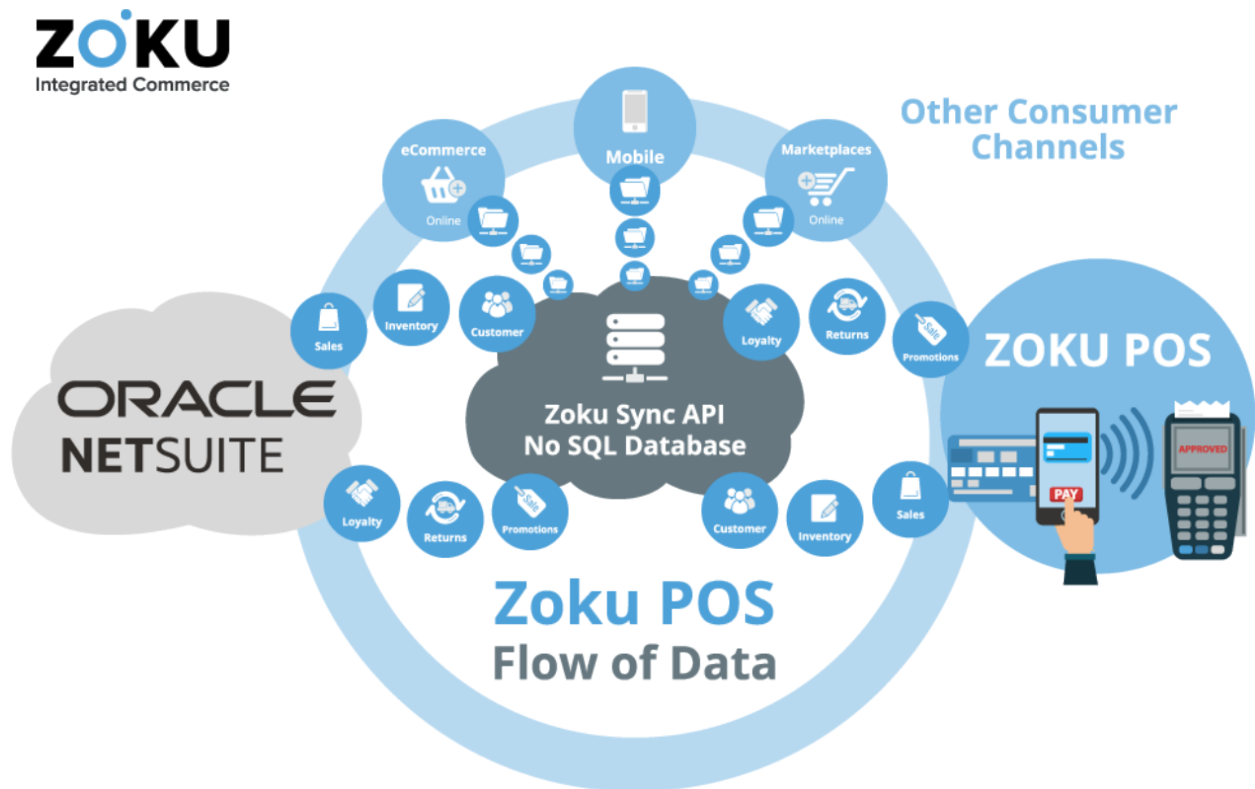 ZOKU
Integrated Commerce
Other Consumer
Channels
eCommerce
Online
Mobile
Marketplaces
Online
Sales
Inventory
Customer
Loyalty
Returns
Sale
Promotions
ORACLE
NETSUITE
Zoku Sync API
No SQL Database
ZOKU POS
APPROVED
PAY
Loyalty
Returns
Sale
Promotions
Customer
Inventory
Sales
Zoku POS
Flow of Data